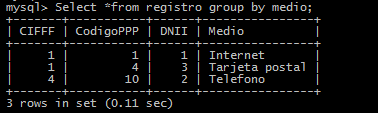 mysql> Select *from registro group by medio;
+-------+-----------+------+----------------+
| CIFFF | CodigoPPP | DNII | Medio          |
+-------+-----------+------+----------------+
|     1 |         1 |    1 | Internet       |
|     1 |         4 |    3 | Tarjeta postal |
|     4 |        10 |    2 | Telefono       |
+-------+-----------+------+----------------+
3 rows in set (0.11 sec)